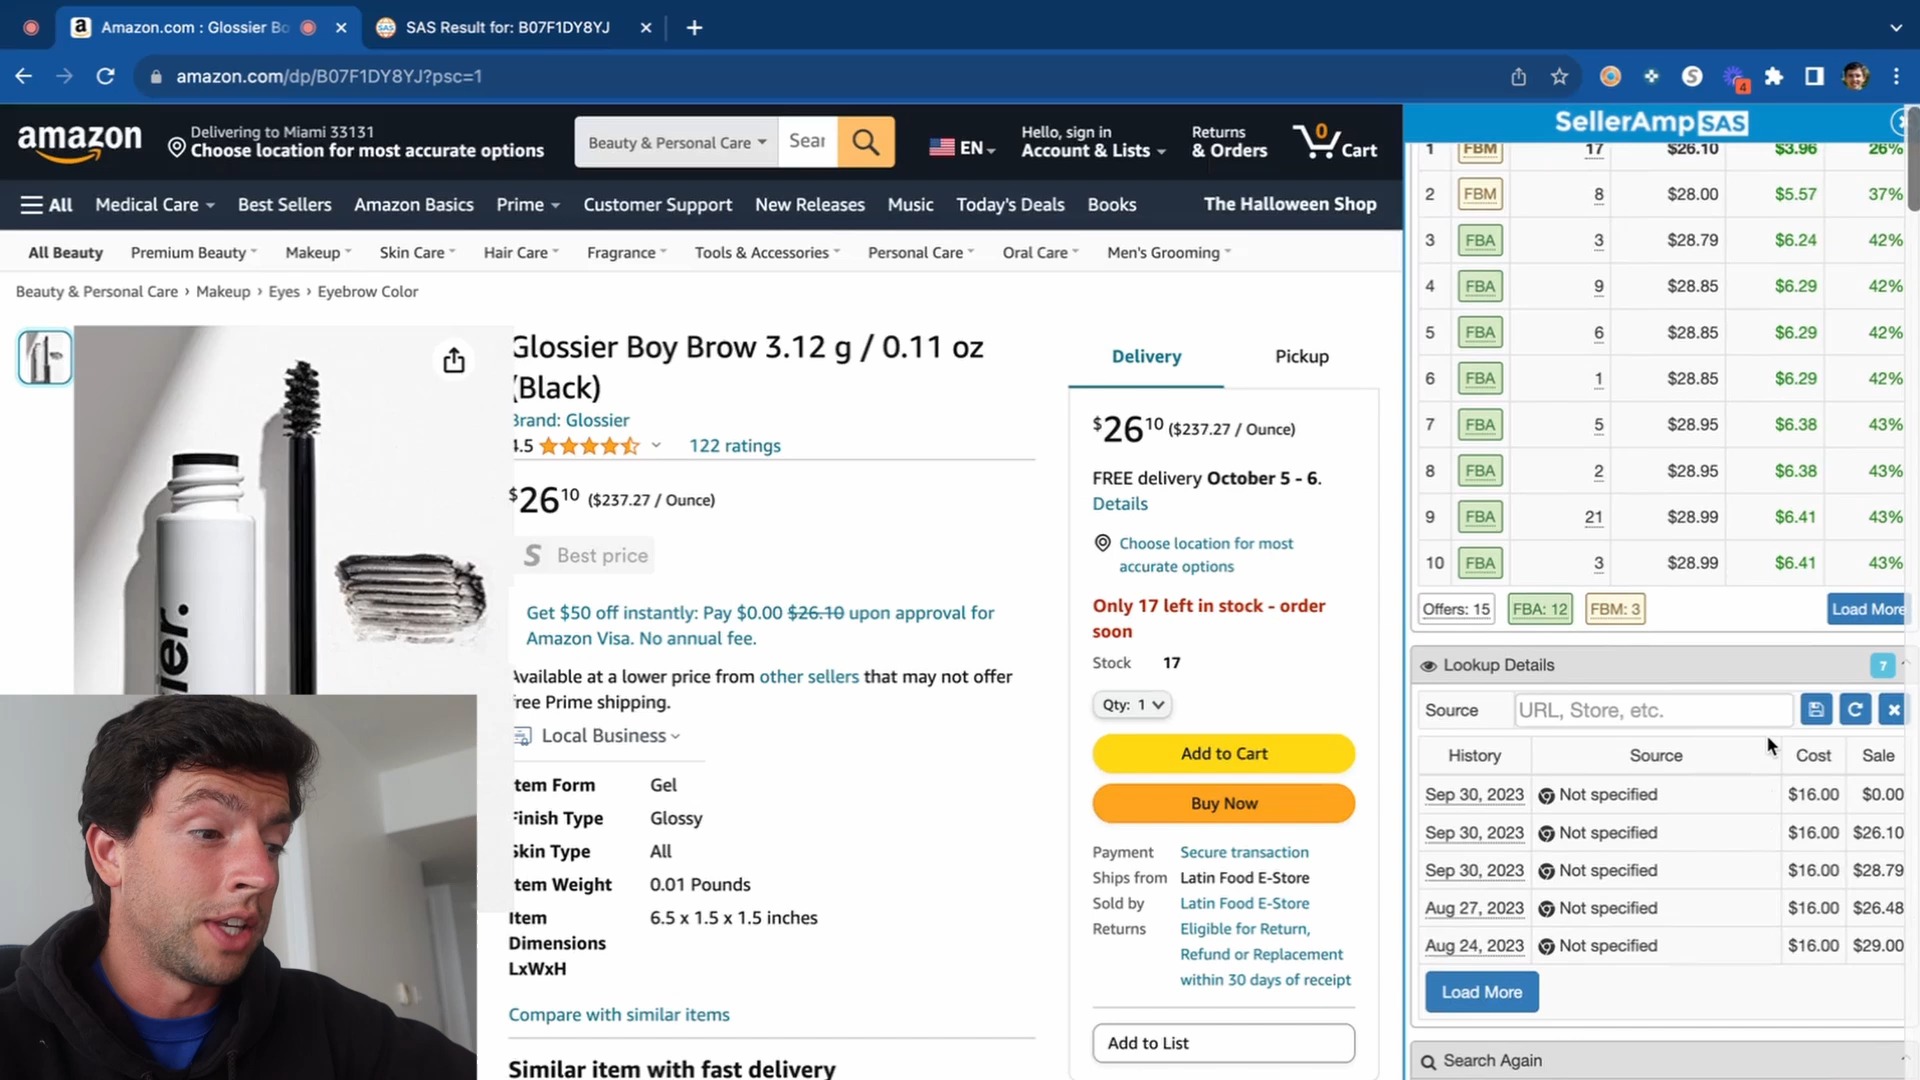 Amazon.com : Glossier Bo
SAS Result for: B07F1DY8YJ
amazon.com/dp/B07F1DY8YJ?psc=1
4
amazon
Delivering to Miami 33131
Choose location for most accurate options
Beauty & Personal Care
Sear
EN
Hello, sign in
Account & Lists
Returns
& Orders
0
Cart
All
Medical Care
Best Sellers
Amazon Basics
Prime
Customer Support
New Releases
Music
Today's Deals
Books
The Halloween Shop
All Beauty
Premium Beauty
Makeup
Skin Care
Hair Care
Fragrance
Tools & Accessories
Personal Care
Oral Care
Men's Grooming
Beauty & Personal Care › Makeup › Eyes › Eyebrow Color
ier.
Glossier Boy Brow 3.12 g / 0.11 oz
(Black)
Brand: Glossier
4.5
122 ratings
$26 10 ($237.27 / Ounce)
S Best price
Get $50 off instantly: Pay $0.00 $26.10 upon approval for
Amazon Visa. No annual fee.
Available at a lower price from other sellers that may not offer
free Prime shipping.
Local Business
Item Form Gel
Finish Type Glossy
Skin Type All
Item Weight 0.01 Pounds
Item 6.5 x 1.5 x 1.5 inches
Dimensions
LxWxH
Compare with similar items
Similar item with fast delivery
Delivery
Pickup
$26 10 ($237.27 / Ounce)
FREE delivery October 5 - 6.
Details
Choose location for most
accurate options
Only 17 left in stock - order
soon
Stock 17
Qty: 1
Add to Cart
Buy Now
Payment Secure transaction
Ships from Latin Food E-Store
Sold by Latin Food E-Store
Returns Eligible for Return,
Refund or Replacement
within 30 days of receipt
Add to List
SellerAmp SAS
1 FBM 17 $26.10 $3.96 26%
2 FBM 8 $28.00 $5.57 37%
3 FBA 3 $28.79 $6.24 42%
4 FBA 9 $28.85 $6.29 42%
5 FBA 6 $28.85 $6.29 42%
6 FBA 1 $28.85 $6.29 42%
7 FBA 5 $28.95 $6.38 43%
8 FBA 2 $28.95 $6.38 43%
9 FBA 21 $28.99 $6.41 43%
10 FBA 3 $28.99 $6.41 43%
Offers: 15 FBA: 12 FBM: 3 Load More
Lookup Details 7
Source URL, Store, etc.
History Source Cost Sale
Sep 30, 2023 Not specified $16.00 $0.00
Sep 30, 2023 Not specified $16.00 $26.10
Sep 30, 2023 Not specified $16.00 $28.79
Aug 27, 2023 Not specified $16.00 $26.48
Aug 24, 2023 Not specified $16.00 $29.00
Load More
Search Again